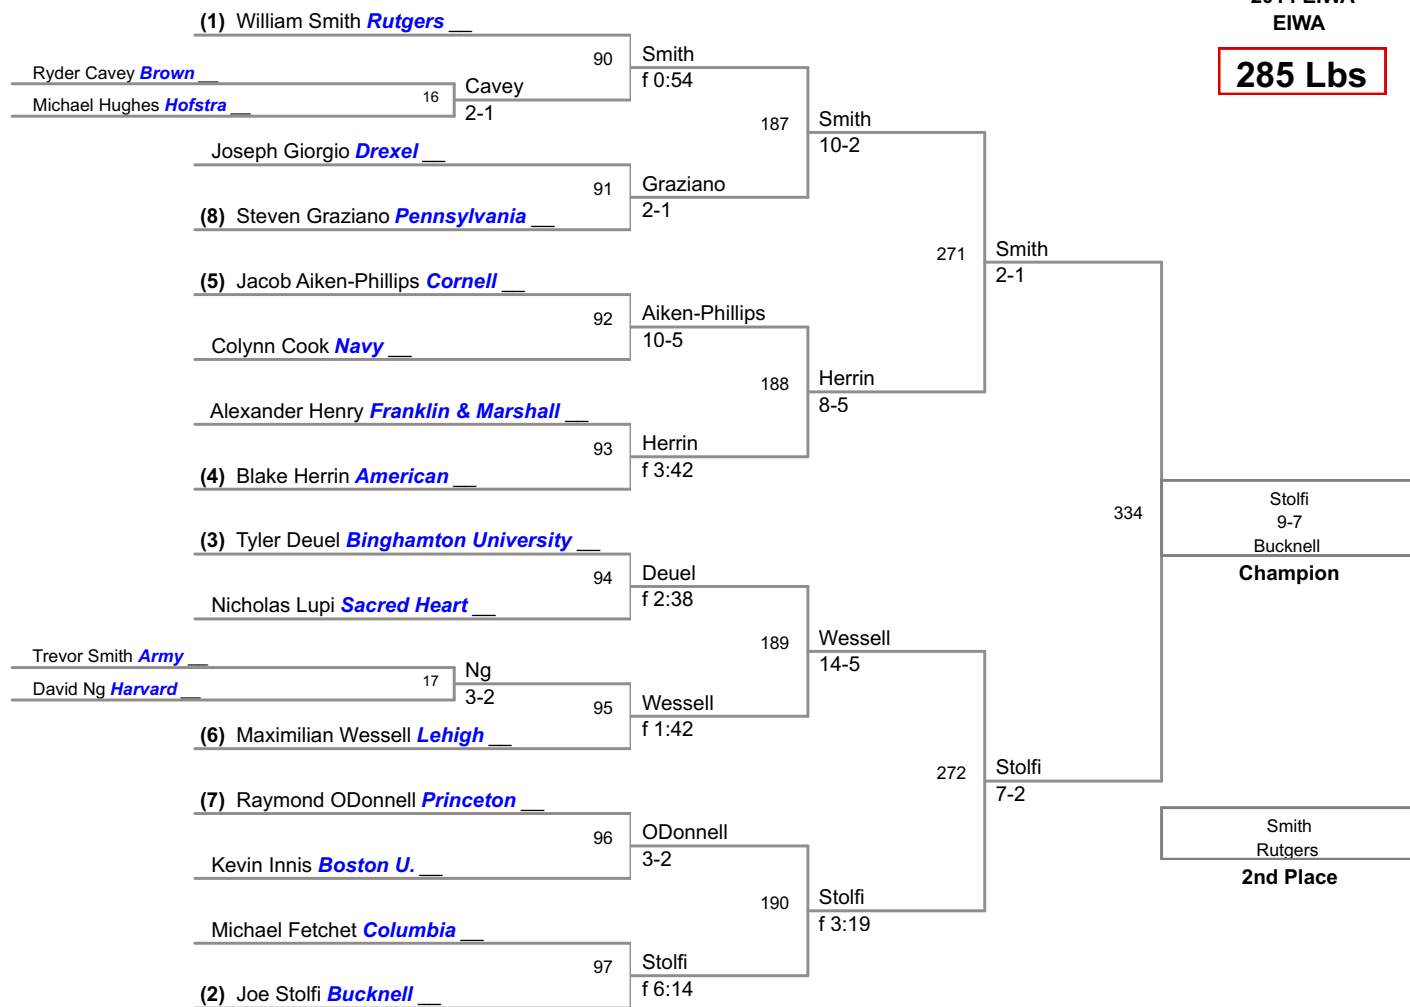 2014 EIWA
EIWA
285 Lbs
(1) William Smith Rutgers __
90
Smith
f 0:54
Ryder Cavey Brown __
16
Cavey
2-1
Michael Hughes Hofstra __
187
Smith
10-2
Joseph Giorgio Drexel __
91
Graziano
2-1
(8) Steven Graziano Pennsylvania __
271
Smith
2-1
(5) Jacob Aiken-Phillips Cornell __
92
Aiken-Phillips
10-5
Colynn Cook Navy __
188
Herrin
8-5
Alexander Henry Franklin & Marshall __
93
Herrin
f 3:42
(4) Blake Herrin American __
334
Stolfi
9-7
Bucknell
Champion
(3) Tyler Deuel Binghamton University __
94
Deuel
f 2:38
Nicholas Lupi Sacred Heart __
189
Wessell
14-5
Trevor Smith Army __
17
Ng
3-2
David Ng Harvard __
95
Wessell
f 1:42
(6) Maximilian Wessell Lehigh __
272
Stolfi
7-2
(7) Raymond ODonnell Princeton __
96
ODonnell
3-2
Kevin Innis Boston U. __
190
Stolfi
f 3:19
Michael Fetchet Columbia __
97
Stolfi
f 6:14
(2) Joe Stolfi Bucknell __
Smith
Rutgers
2nd Place